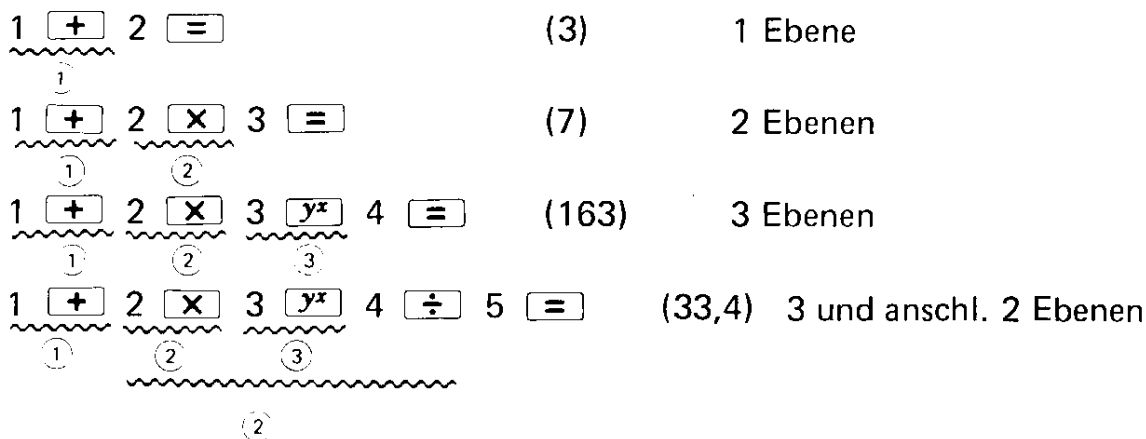 1 + 2 = (3) 1 Ebene
1
1 + 2 × 3 = (7) 2 Ebenen
1 2
1 + 2 × 3 yˣ 4 = (163) 3 Ebenen
1 2 3
1 + 2 × 3 yˣ 4 ÷ 5 = (33,4) 3 und anschl. 2 Ebenen
1 2 3
2